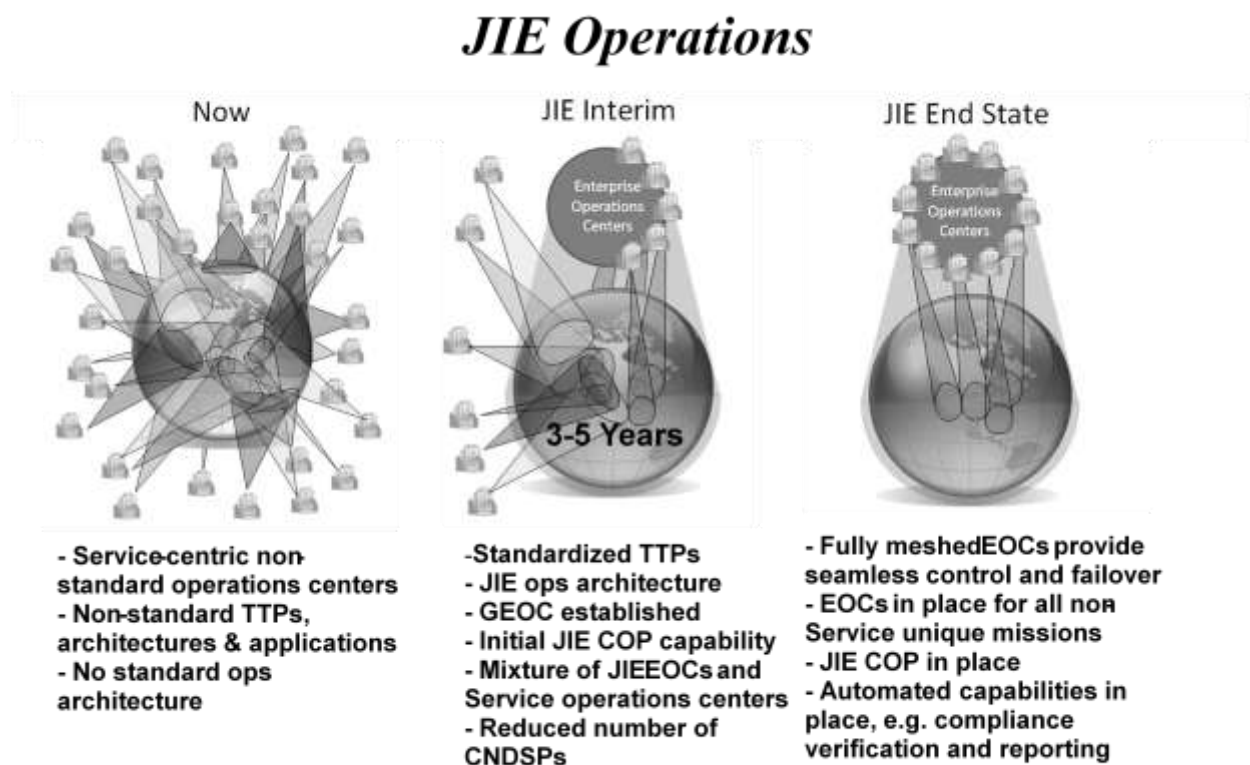 JIE Operations
Now
JIE Interim
JIE End State
Enterprise
Operations
Centers
Enterprise
Operations
Centers
3-5 Years
- Service-centric non-
standard operations centers
- Non-standard TTPs,
architectures & applications
- No standard ops
architecture
-Standardized TTPs
- JIE ops architecture
- GEOC established
- Initial JIE COP capability
- Mixture of JIEEOCs and
Service operations centers
- Reduced number of
CNDSPs
- Fully meshedEOCs provide
seamless control and failover
- EOCs in place for all non-
Service unique missions
- JIE COP in place
- Automated capabilities in
place, e.g. compliance
verification and reporting